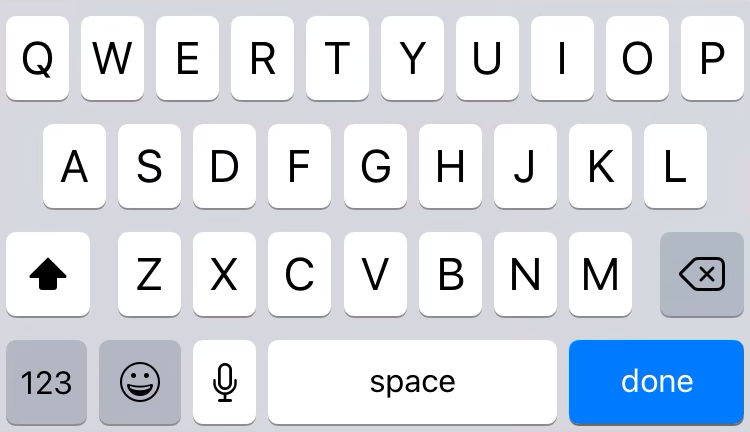 Q W E R T Y U I O P
A S D F G H J K L
Z X C V B N M
123 space done